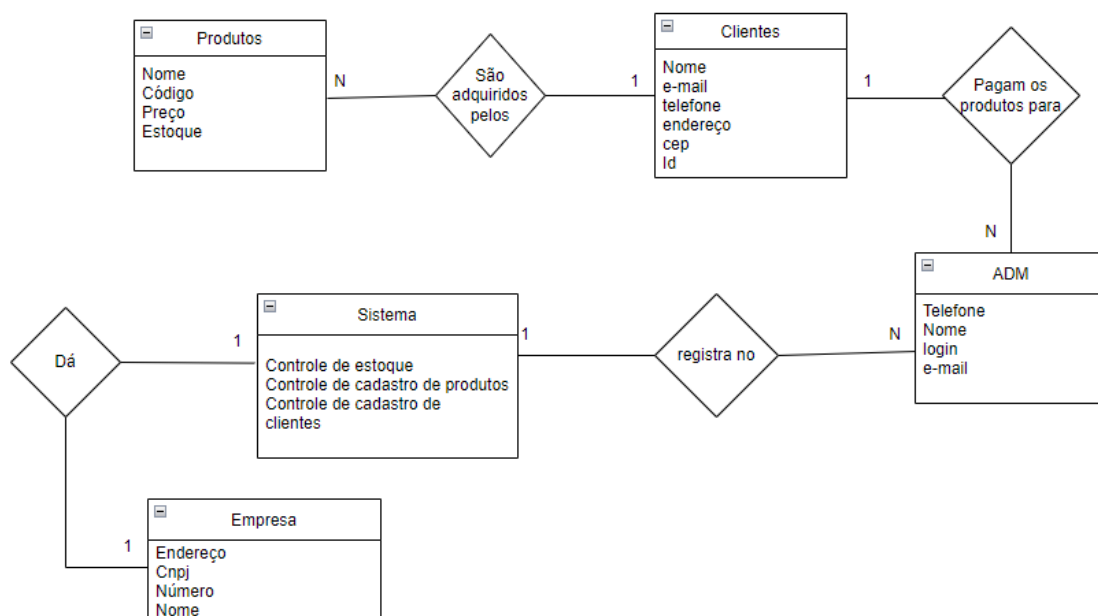 Produtos
Nome
Código
Preço
Estoque
N
São
adquiridos
pelos
1
Clientes
Nome
e-mail
telefone
endereço
cep
Id
1
Pagam os
produtos para
N
ADM
Telefone
Nome
login
e-mail
N
registra no
1
Sistema
Controle de estoque
Controle de cadastro de produtos
Controle de cadastro de
clientes
1
Dá
1
Empresa
Endereço
Cnpj
Número
Nome